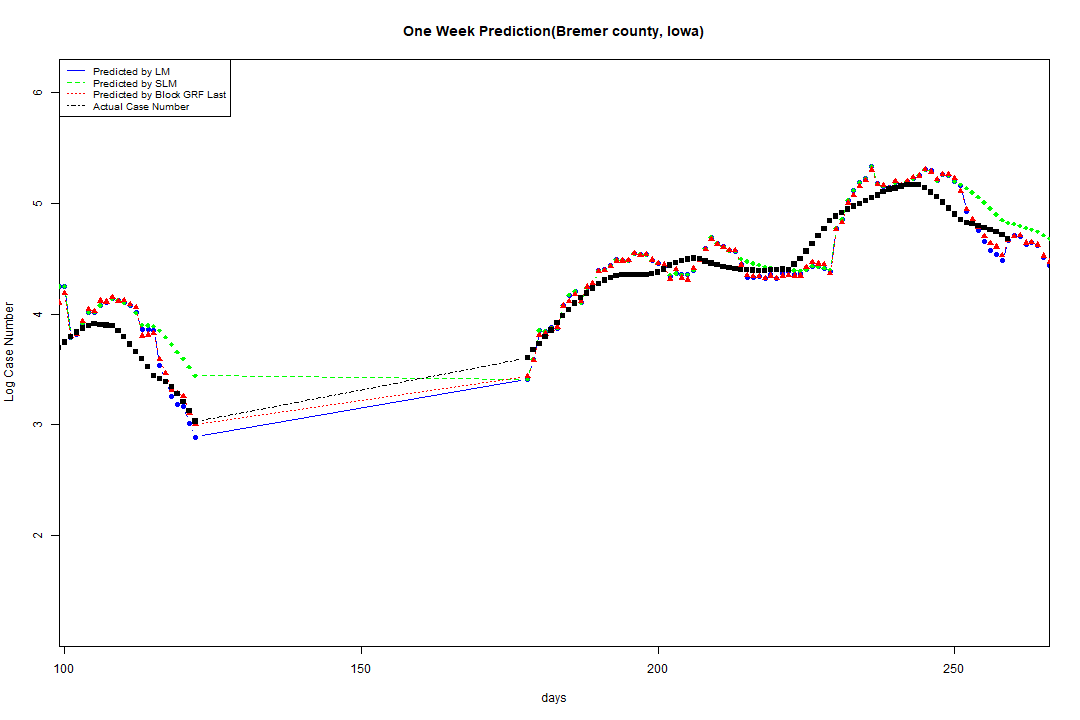 One Week Prediction(Bremer county, Iowa)
Predicted by LM
Predicted by SLM
Predicted by Block GRF Last
Actual Case Number
6
5
4
3
2
Log Case Number
100 150 200 250
days